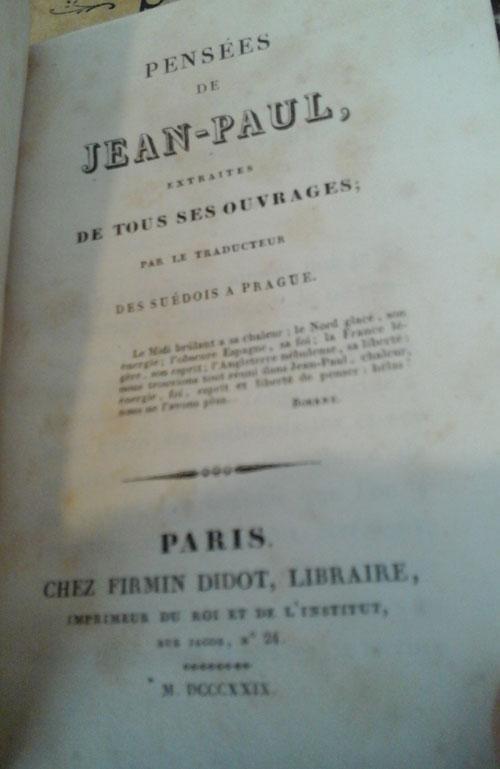 PENSÉES
DE
JEAN-PAUL,
EXTRAITES
DE TOUS SES OUVRAGES;
PAR LE TRADUCTEUR
DES SUÉDOIS A PRAGUE.
Le Midi brûlant a sa chaleur; le Nord glacé, son
énergie; l'obscure Espagne, sa foi; la France lé-
gère, son esprit; l'Angleterre nébuleuse, sa liberté:
nous trouvions tout réuni dans Jean-Paul, chaleur,
énergie, foi, esprit et liberté de penser: hélas!
nous ne l'avons plus. BOERNE.
PARIS.
CHEZ FIRMIN DIDOT, LIBRAIRE,
IMPRIMEUR DU ROI ET DE L'INSTITUT,
RUE JACOB, N° 24.
M. DCCCXXIX.